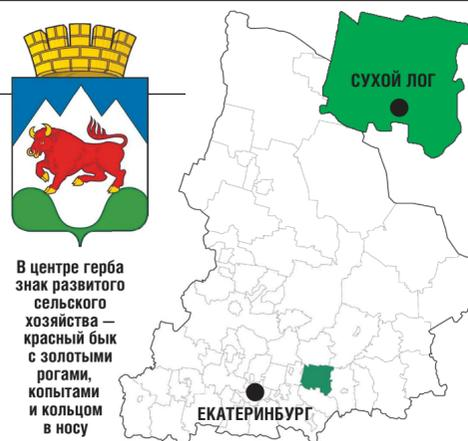 СУХОЙ ЛОГ
В центре герба
знак развитого
сельского
хозяйства —
красный бык
с золотыми
рогами,
копытами
и кольцом
в носу
ЕКАТЕРИНБУРГ